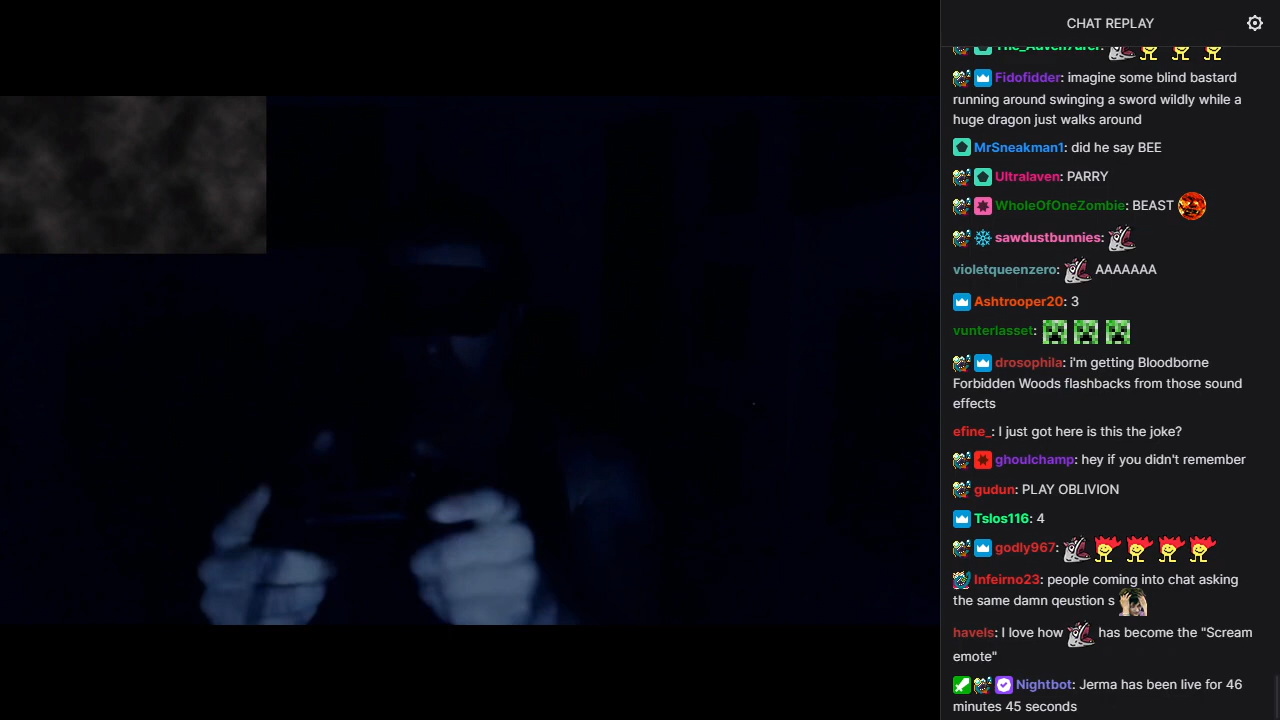 CHAT REPLAY
The_Adven7urer:
Fidofidder: imagine some blind bastard
running around swinging a sword wildly while a
huge dragon just walks around
MrSneakman1: did he say BEE
Ultralaven: PARRY
WholeOfOneZombie: BEAST
sawdustbunnies:
violetqueenzero: AAAAAAA
Ashtrooper20: 3
vunterlasset:
drosophila: i'm getting Bloodborne
Forbidden Woods flashbacks from those sound
effects
efine_: I just got here is this the joke?
ghoulchamp: hey if you didn't remember
gudun: PLAY OBLIVION
Tslos116: 4
godly967:
Infeirno23: people coming into chat asking
the same damn qeustion s
havels: I love how has become the "Scream
emote"
Nightbot: Jerma has been live for 46
minutes 45 seconds